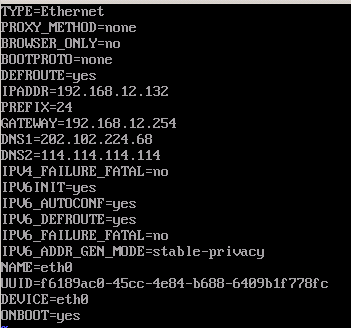 TYPE=Ethernet
PROXY_METHOD=none
BROWSER_ONLY=no
BOOTPROTO=none
DEFROUTE=yes
IPADDR=192.168.12.132
PREFIX=24
GATEWAY=192.168.12.254
DNS1=202.102.224.68
DNS2=114.114.114.114
IPV4_FAILURE_FATAL=no
IPV6INIT=yes
IPV6_AUTOCONF=yes
IPV6_DEFROUTE=yes
IPV6_FAILURE_FATAL=no
IPV6_ADDR_GEN_MODE=stable-privacy
NAME=eth0
UUID=f6189ac0-45cc-4e84-b688-6409b1f778fc
DEVICE=eth0
ONBOOT=yes